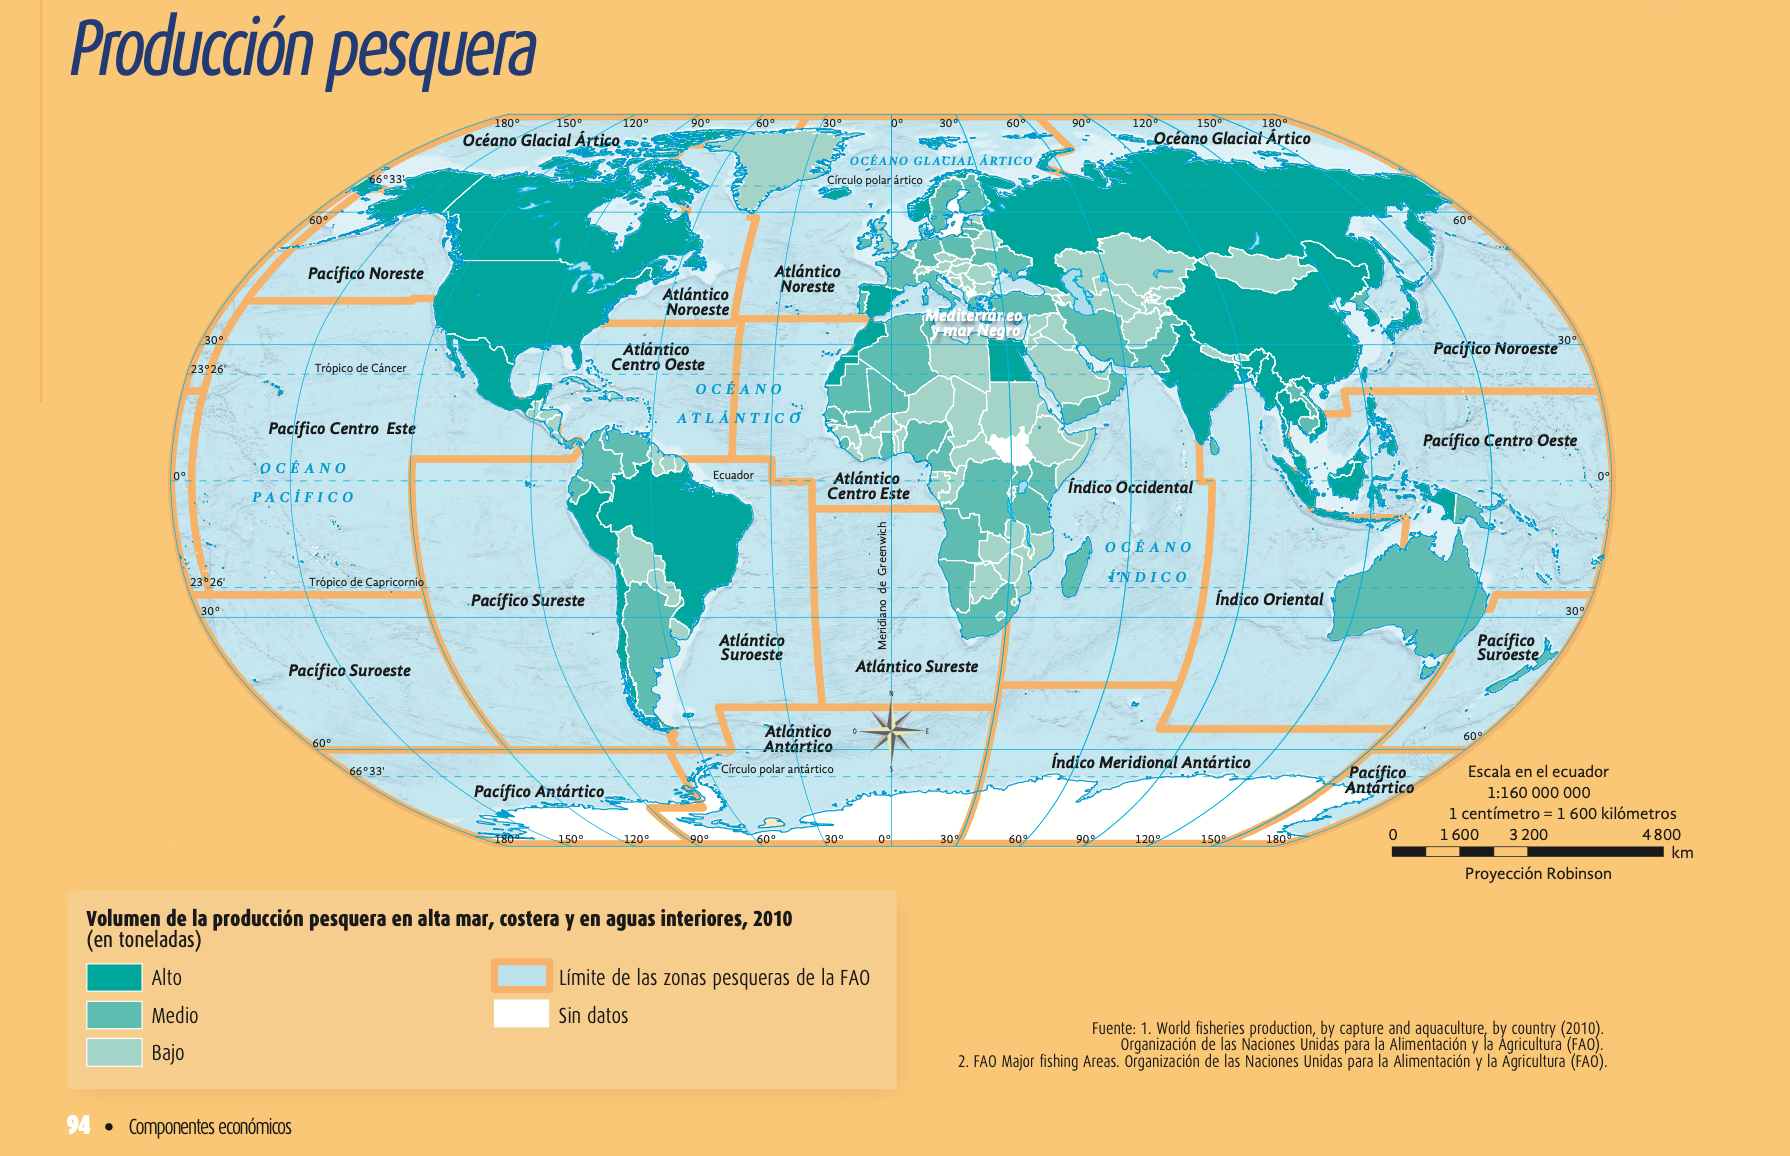 Producción pesquera
180° 150° 120° 90° 60° 30° 0° 30° 60° 90° 120° 150° 180°
Océano Glacial Ártico
Océano Glacial Ártico
OCÉANO GLACIAL ÁRTICO
66°33'
Círculo polar ártico
60°
60°
Pacífico Noreste
Atlántico
Noreste
Atlántico
Noroeste
Mediterráneo
y mar Negro
30°
30°
Pacífico Noroeste
Atlántico
Centro Oeste
23°26'
Trópico de Cáncer
OCÉANO
ATLÁNTICO
Pacífico Centro Este
Pacífico Centro Oeste
OCÉANO
PACÍFICO
0°
0°
Ecuador
Atlántico
Centro Este
Índico Occidental
Meridiano de Greenwich
OCÉANO
ÍNDICO
23°26'
Trópico de Capricornio
Pacífico Sureste
Índico Oriental
30°
30°
Atlántico
Suroeste
Pacífico
Suroeste
Pacífico Suroeste
Atlántico Sureste
N
O
E
S
Atlántico
Antártico
60°
60°
Círculo polar antártico
66°33'
Índico Meridional Antártico
Pacífico
Antártico
Pacífico Antártico
180° 150° 120° 90° 60° 30° 0° 30° 60° 90° 120° 150° 180°
Escala en el ecuador
1:160 000 000
1 centímetro = 1 600 kilómetros
0 1 600 3 200 4 800
km
Proyección Robinson
Volumen de la producción pesquera en alta mar, costera y en aguas interiores, 2010
(en toneladas)
Alto
Medio
Bajo
Límite de las zonas pesqueras de la FAO
Sin datos
Fuente: 1. World fisheries production, by capture and aquaculture, by country (2010).
Organización de las Naciones Unidas para la Alimentación y la Agricultura (FAO).
2. FAO Major fishing Areas. Organización de las Naciones Unidas para la Alimentación y la Agricultura (FAO).
94 • Componentes económicos